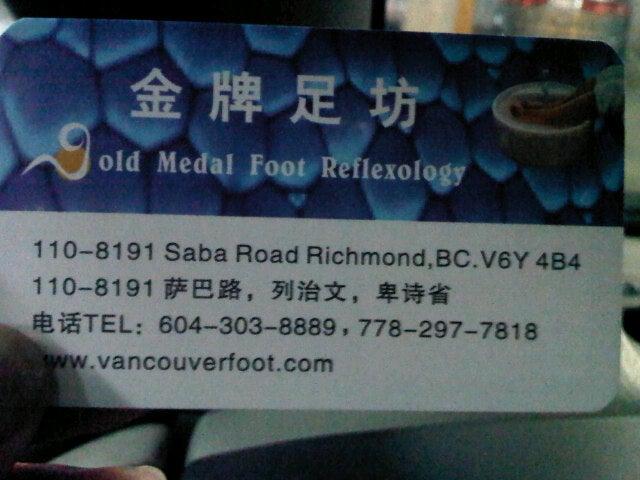 金牌足坊
Gold Medal Foot Reflexology
110-8191 Saba Road Richmond,BC.V6Y 4B4
110-8191 萨巴路，列治文，卑诗省
电话TEL：604-303-8889，778-297-7818
www.vancouverfoot.com